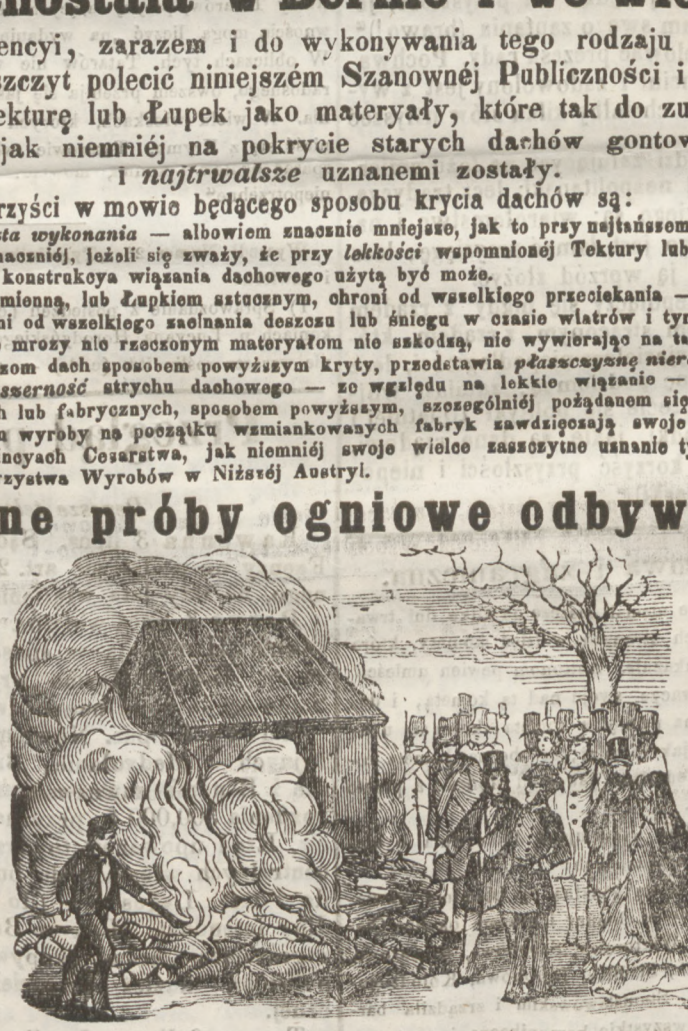 encyi, zarazem i do wykonywania tego rodzaju
szczyt polecić niniejszém Szanownéj Publiczności i
ekturę lub Łupek jako materyały, które tak do zu
jak niemniéj na pokrycie starych dachów gontow
i najtrwalsze uznanemi zostały.
rzyści w mowie będącego sposobu krycia dachów są:
sta wykonania — albowiem znacznie mniejsze, jak to przy najtańszem
naczniéj, jeżeli się zważy, że przy lekkości wspomnionéj Tektury lub
konstrukcya wiązania dachowego użytą być może.
mienną, lub Łupkiem sztucznym, chroni od wszelkiego przeciekania —
ni od wszelkiego zacinania deszczu lub śniegu w czasie wiatrów i tym
mrozy nic rzeczonym materyałom nie szkodzą, nie wywierając na ta
zom dach sposobem powyższym kryty, przedstawia płaszczyznę nier
szerność strychu dachowego — ze względu na lekkie wiązanie —
h lub fabrycznych, sposobem powyższym, szczególniéj pożądanem się
u wyroby na początku wzmiankowanych fabryk zawdzięczają swoje
incyach Cesarstwa, jak niemniéj swoje wielce zaszczytne uznanie ty
rzystwa Wyrobów w Niższéj Austryi.
ne próby ogniowe odbyw